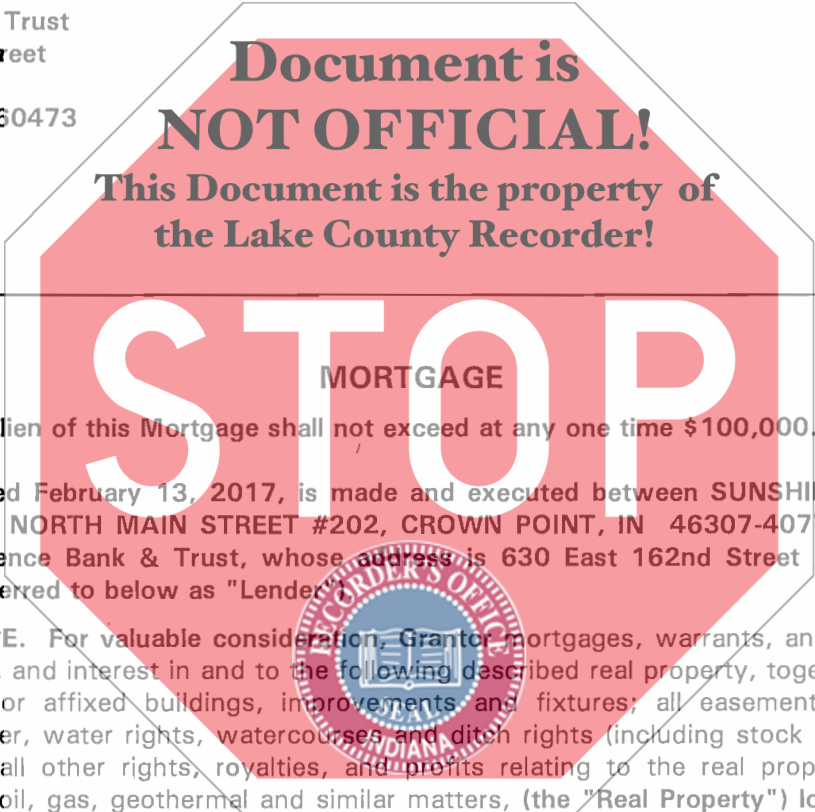 Trust
reet
60473
Document is
NOT OFFICIAL!
This Document is the property of
the Lake County Recorder!
STOP
MORTGAGE
lien of this Mortgage shall not exceed at any one time $100,000.
ed February 13, 2017, is made and executed between SUNSHI
NORTH MAIN STREET #202, CROWN POINT, IN 46307-407
ence Bank & Trust, whose address is 630 East 162nd Street
erred to below as "Lender").
RECORDER'S OFFICE
SEAL
INDIANA
E. For valuable consideration, Grantor mortgages, warrants, an
, and interest in and to the following described real property, toge
or affixed buildings, improvements and fixtures; all easement
er, water rights, watercourses and ditch rights (including stock
all other rights, royalties, and profits relating to the real prop
oil, gas, geothermal and similar matters, (the "Real Property") lo